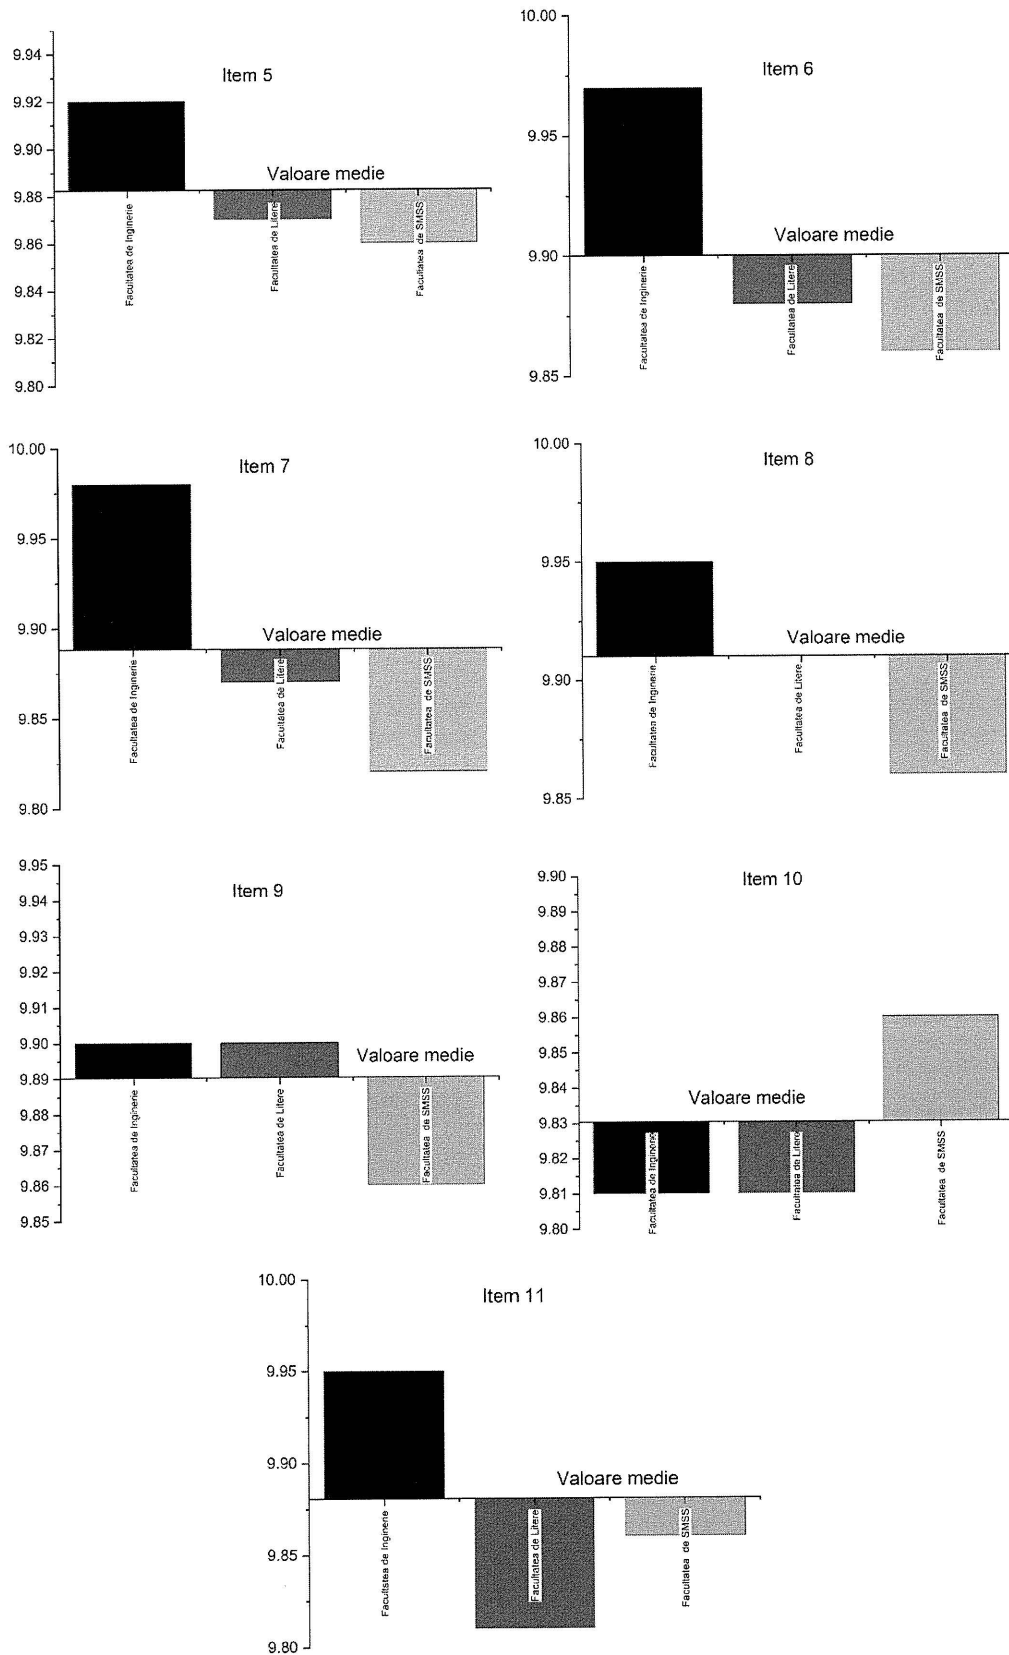 Item 5
9.94
9.92
9.90
9.88
9.86
9.84
9.82
9.80
Valoare medie
Facultatea de Inginerie
Facultatea de Litere
Facultatea de SMSS
Item 6
10.00
9.95
9.90
9.85
Valoare medie
Facultatea de Inginerie
Facultatea de Litere
Facultatea de SMSS
Item 7
10.00
9.95
9.90
9.85
9.80
Valoare medie
Facultatea de Inginerie
Facultatea de Litere
Facultatea de SMSS
Item 8
10.00
9.95
9.90
9.85
Valoare medie
Facultatea de Inginerie
Facultatea de Litere
Facultatea de SMSS
Item 9
9.95
9.94
9.93
9.92
9.91
9.90
9.89
9.88
9.87
9.86
9.85
Valoare medie
Facultatea de Inginerie
Facultatea de Litere
Facultatea de SMSS
Item 10
9.90
9.89
9.88
9.87
9.86
9.85
9.84
9.83
9.82
9.81
9.80
Valoare medie
Facultatea de Inginerie
Facultatea de Litere
Facultatea de SMSS
Item 11
10.00
9.95
9.90
9.85
9.80
Valoare medie
Facultatea de Inginerie
Facultatea de Litere
Facultatea de SMSS